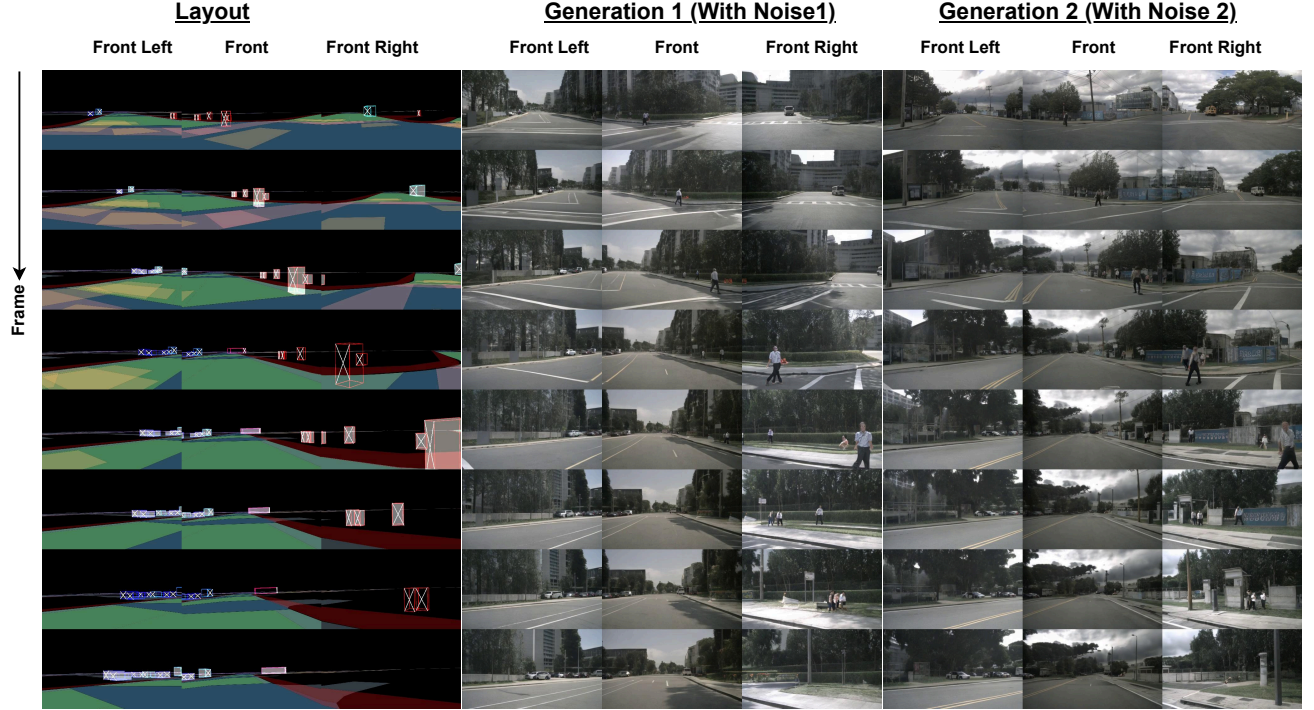 Layout
Generation 1 (With Noise1)
Generation 2 (With Noise 2)
Front Left
Front
Front Right
Front Left
Front
Front Right
Front Left
Front
Front Right
Frame